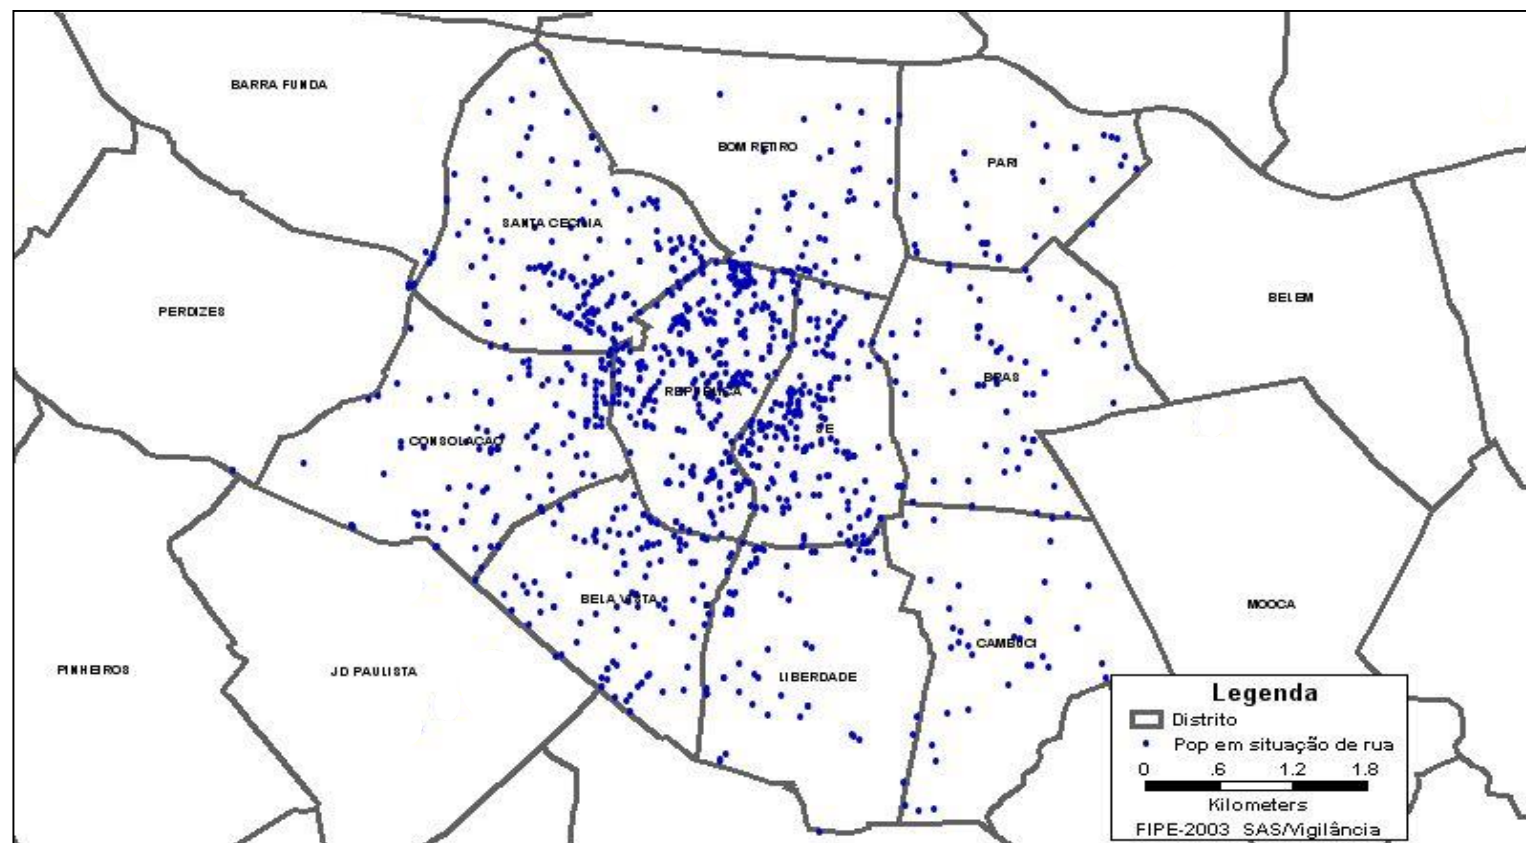 BARRA FUNDA
BOM RETIRO
PARI
SANTA CECILIA
PERDIZES
BELEM
BRAS
REPUBLICA
SE
CONSOLAÇAO
BELA VISTA
MOOCA
CAMBUCI
PINHEIROS
JD PAULISTA
LIBERDADE
Legenda
Distrito
Pop em situação de rua
0 .6 1.2 1.8
Kilometers
FIPE-2003 SAS/Vigilância